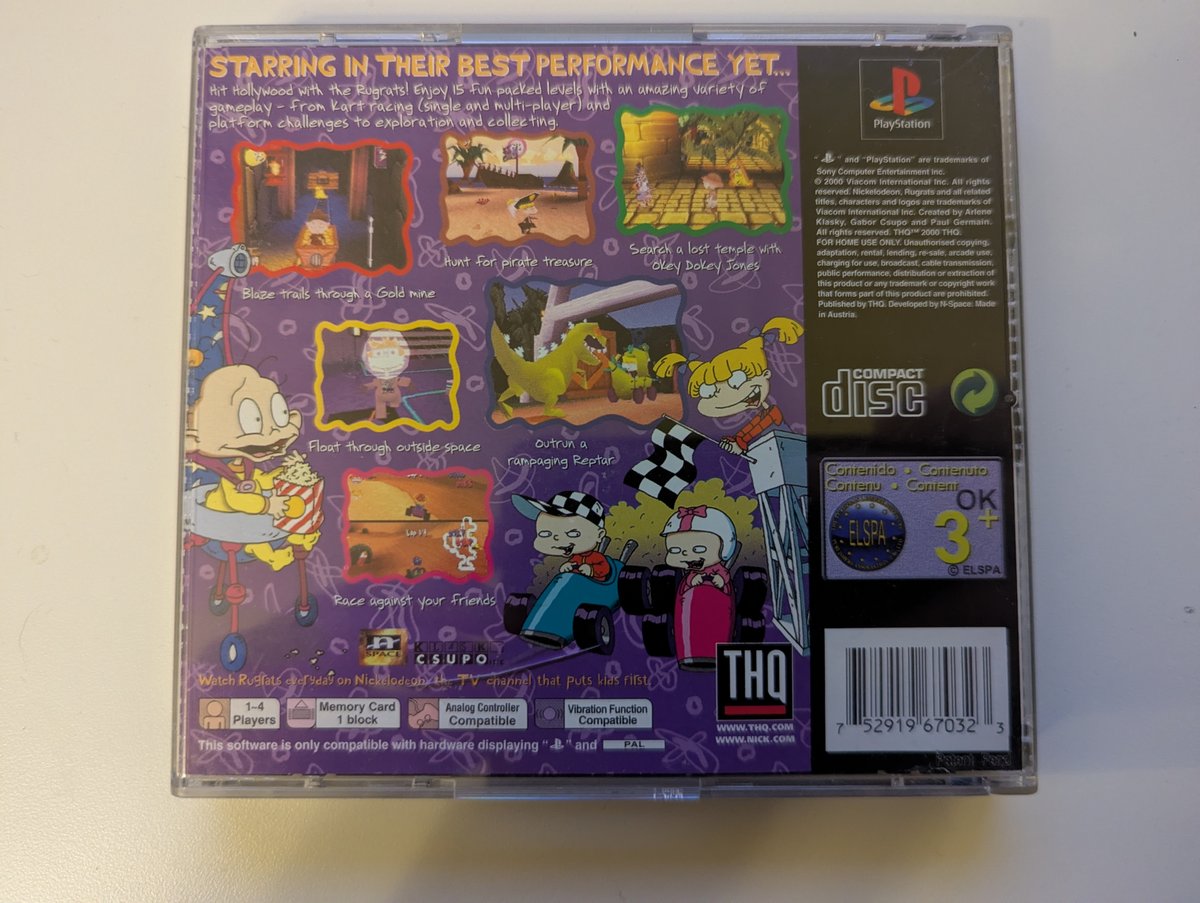 STARRING IN THEIR BEST PERFORMANCE YET...
Hit Hollywood with the Rugrats! Enjoy 15 fun packed levels with an amazing variety of
gameplay - from Kart racing (single and multi-player) and
platform challenges to exploration and collecting.
Hunt for pirate treasure
Search a lost temple with
Okey Dokey Jones
Blaze trails through a Gold mine
Float through outside space
Outrun a
rampaging Reptar
Race against your friends
n
SPACE
KLASKY
CSUPO
Watch Rugrats everyday on Nickelodeon, the TV channel that puts kids first.
1-4
Players
Memory Card
1 block
Analog Controller
Compatible
Vibration Function
Compatible
This software is only compatible with hardware displaying " " and PAL
THQ
WWW.THQ.COM
WWW.NICK.COM
PlayStation
" " and "PlayStation" are trademarks of
Sony Computer Entertainment Inc.
© 2000 Viacom International Inc. All rights
reserved. Nickelodeon, Rugrats and all related
titles, characters and logos are trademarks of
Viacom International Inc. Created by Arlene
Klasky, Gabor Csupo and Paul Germain.
All rights reserved. THQ™ 2000 THQ.
FOR HOME USE ONLY. Unauthorised copying,
adaptation, rental, lending, re-sale, arcade use,
charging for use, broadcast, cable transmission,
public performance, distribution or extraction of
this product or any trademark or copyright work
that forms part of this product are prohibited.
Published by THQ. Developed by N-Space. Made
in Austria.
COMPACT
disc
Contenido • Contenuto
Contenu • Content
ELSPA
OK
3+
© ELSPA
7 52919 67032 3